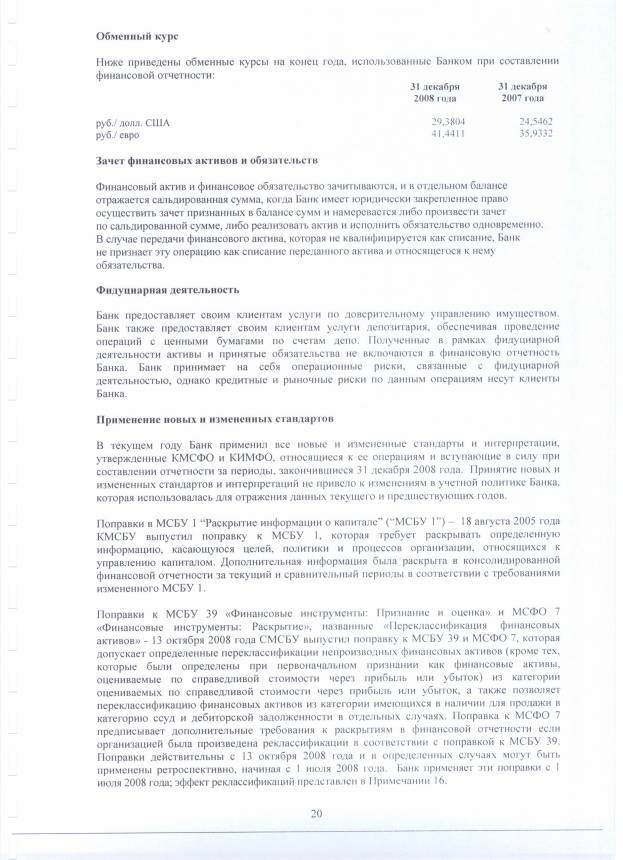 Обменный курс
Ниже приведены обменные курсы на конец года, использованные Банком при составлении
финансовой отчетности:
31 декабря 31 декабря
2008 года 2007 года
руб./ долл. США 29,3804 24,5462
руб./ евро 41,4411 35,9332
Зачет финансовых активов и обязательств
Финансовый актив и финансовое обязательство зачитываются, и в отдельном балансе
отражается сальдированная сумма, когда Банк имеет юридически закрепленное право
осуществить зачет признанных в балансе сумм и намеревается либо произвести зачет
по сальдированной сумме, либо реализовать актив и исполнить обязательство одновременно.
В случае передачи финансового актива, которая не квалифицируется как списание, Банк
не признает эту операцию как списание переданного актива и относящегося к нему
обязательства.
Фидуциарная деятельность
Банк предоставляет своим клиентам услуги по доверительному управлению имуществом.
Банк также предоставляет своим клиентам услуги депозитария, обеспечивая проведение
операций с ценными бумагами по счетам депо. Полученные в рамках фидуциарной
деятельности активы и принятые обязательства не включаются в финансовую отчетность
Банка. Банк принимает на себя операционные риски, связанные с фидуциарной
деятельностью, однако кредитные и рыночные риски по данным операциям несут клиенты
Банка.
Применение новых и измененных стандартов
В текущем году Банк применил все новые и измененные стандарты и интерпретации,
утвержденные КМСФО и КИМФО, относящиеся к ее операциям и вступающие в силу при
составлении отчетности за периоды, закончившиеся 31 декабря 2008 года. Принятие новых и
измененных стандартов и интерпретаций не привело к изменениям в учетной политике Банка,
которая использовалась для отражения данных текущего и предшествующих годов.
Поправки в МСБУ 1 “Раскрытие информации о капитале” (“МСБУ 1”) – 18 августа 2005 года
КМСБУ выпустил поправку к МСБУ 1, которая требует раскрывать определенную
информацию, касающуюся целей, политики и процессов организации, относящихся к
управлению капиталом. Дополнительная информация была раскрыта в консолидированной
финансовой отчетности за текущий и сравнительный периоды в соответствии с требованиями
измененного МСБУ 1.
Поправки к МСБУ 39 «Финансовые инструменты: Признание и оценка» и МСФО 7
«Финансовые инструменты: Раскрытие», названные «Переклассификация финансовых
активов» - 13 октября 2008 года СМСБУ выпустил поправку к МСБУ 39 и МСФО 7, которая
допускает определенные переклассификации непроизводных финансовых активов (кроме тех,
которые были определены при первоначальном признании как финансовые активы,
оцениваемые по справедливой стоимости через прибыль или убыток) из категории
оцениваемых по справедливой стоимости через прибыль или убыток, а также позволяет
переклассификацию финансовых активов из категории имеющихся в наличии для продажи в
категорию ссуд и дебиторской задолженности в отдельных случаях. Поправка к МСФО 7
предписывает дополнительные требования к раскрытиям в финансовой отчетности если
организацией была произведена реклассификации в соответствии с поправкой к МСБУ 39.
Поправки действительны с 13 октября 2008 года и в определенных случаях могут быть
применены ретроспективно, начиная с 1 июля 2008 года. Банк применяет эти поправки с 1
июля 2008 года; эффект реклассификаций представлен в Примечании 16.
20